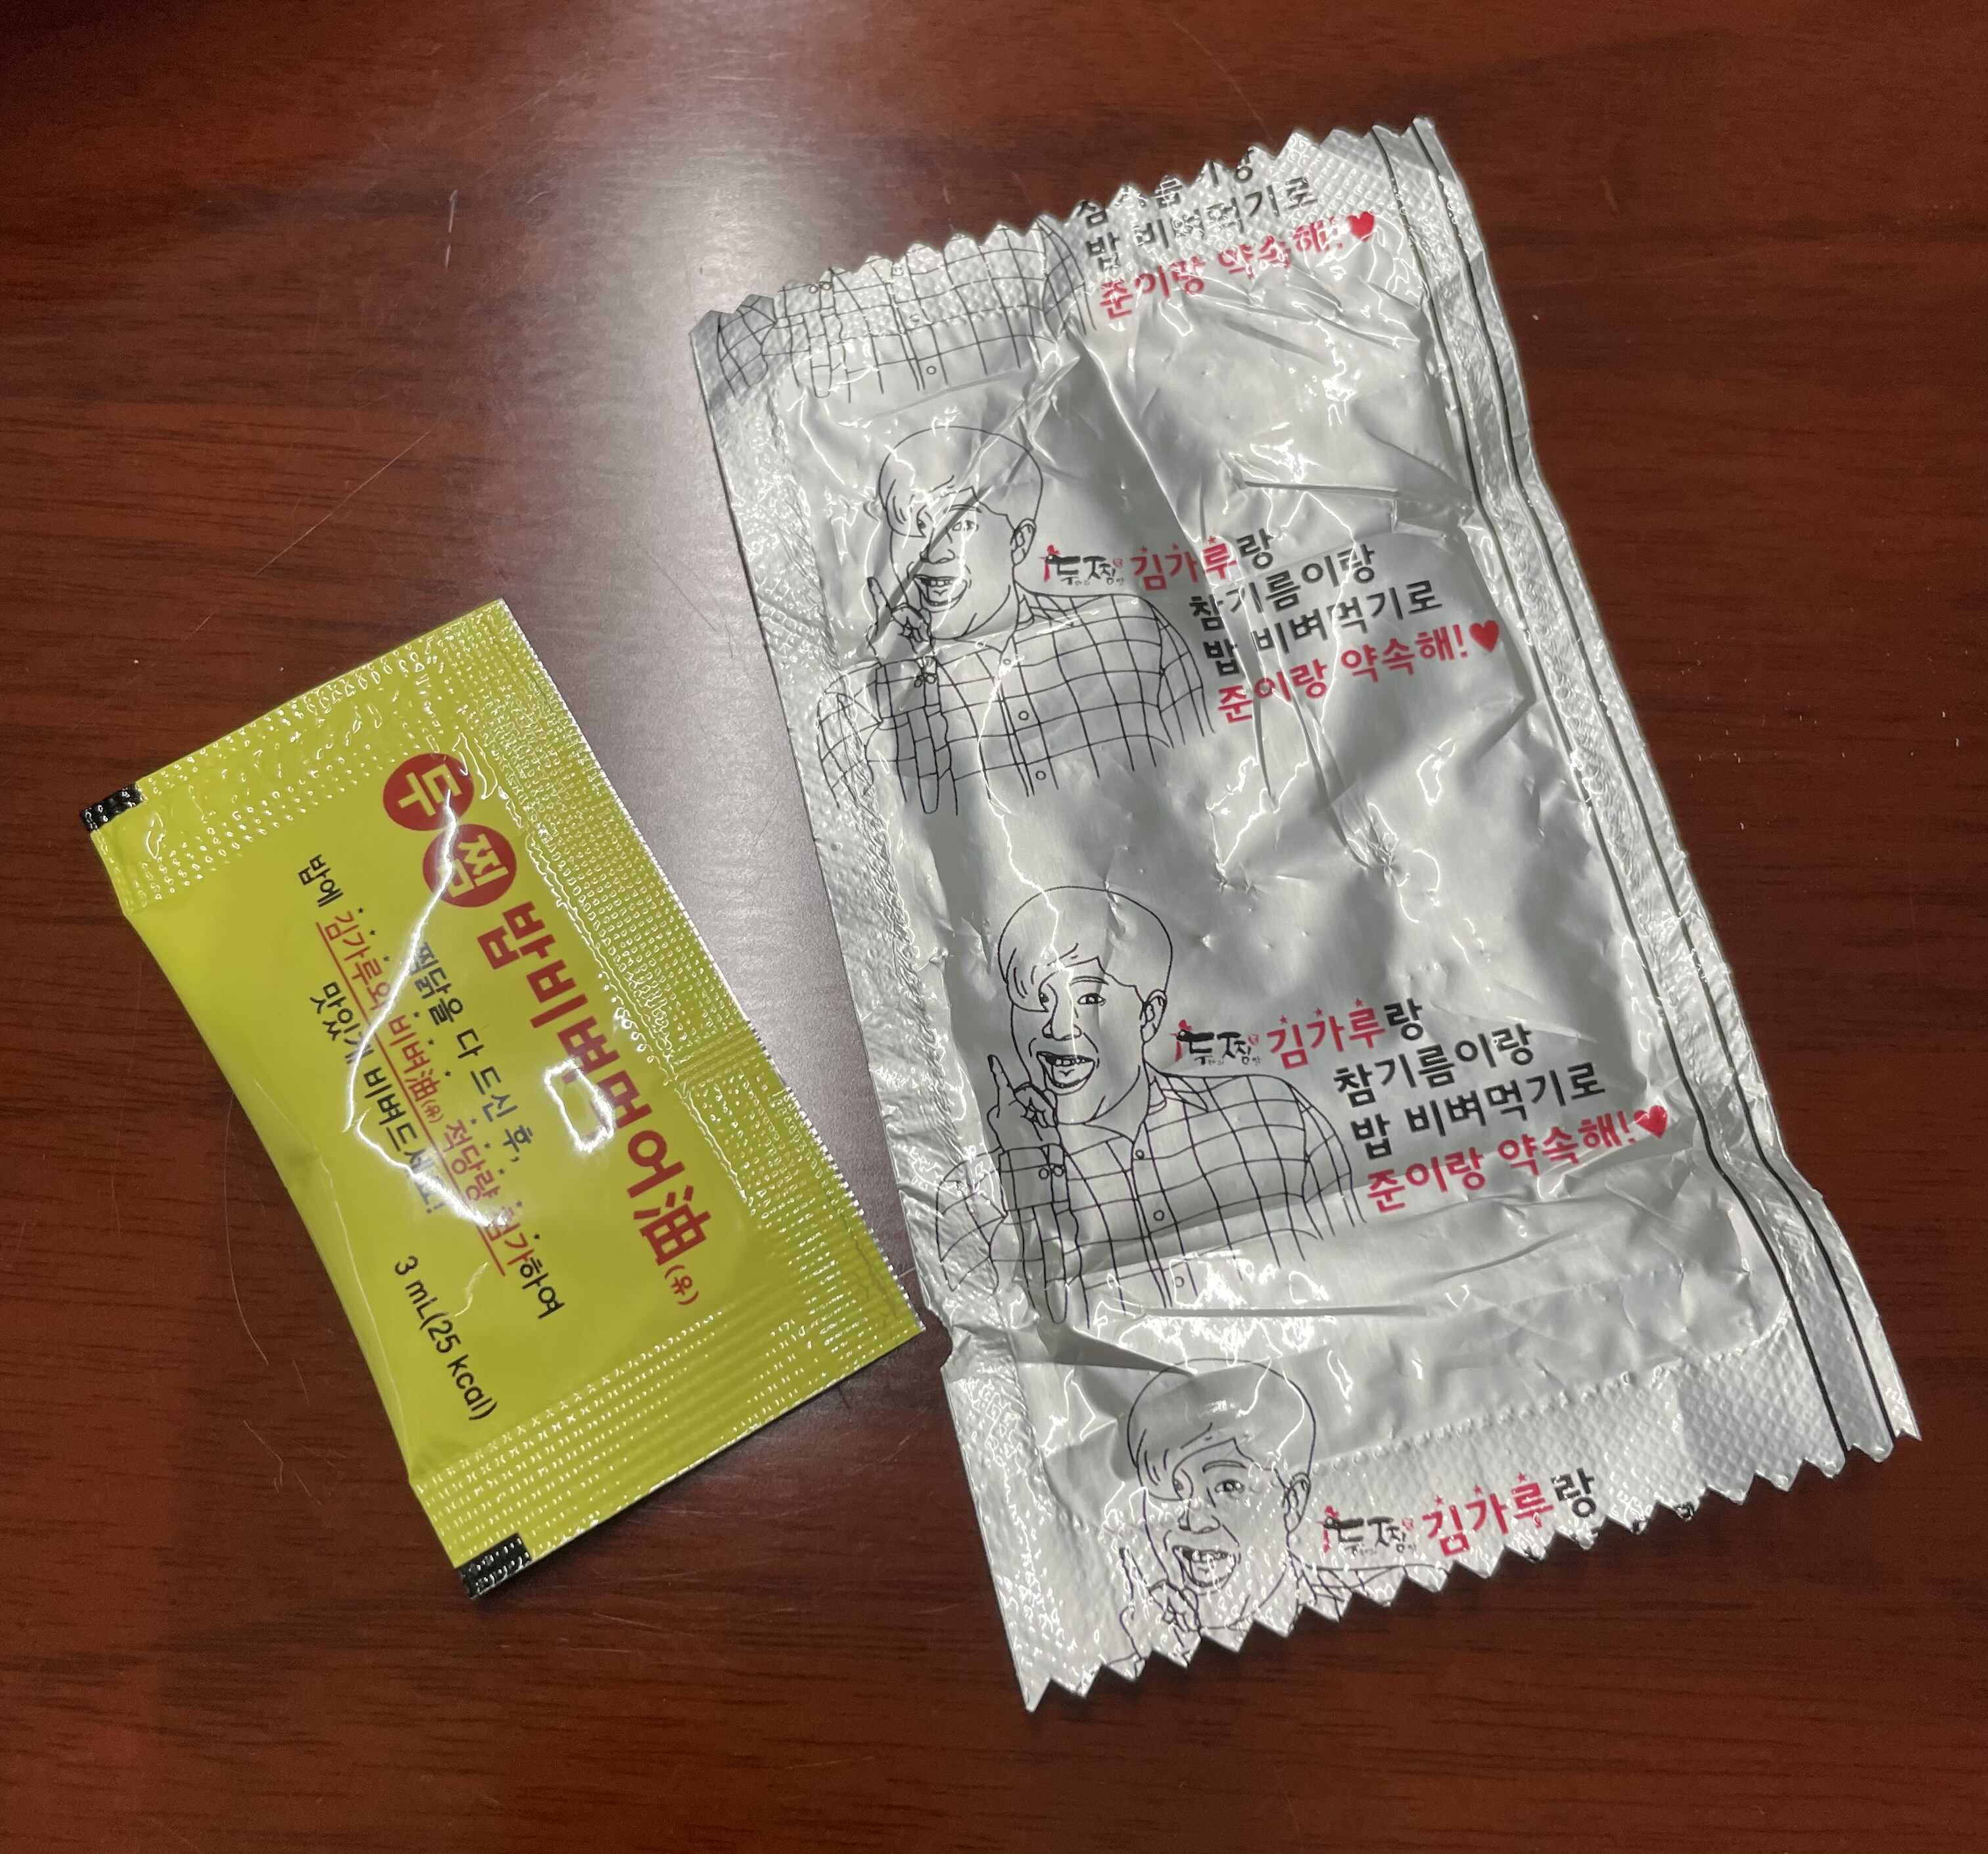 두찜 밥비벼먹어油(유)
찜닭을 다 드신 후,
밥에 김가루와 비벼油(유) 적당량 첨가하여
맛있게 비벼드세요!
3 mL(25 kcal)
밥 비벼먹기로
준이랑 약속해!♥
두찜 김가루랑
참기름이랑
밥 비벼먹기로
준이랑 약속해!♥
두찜 김가루랑
참기름이랑
밥 비벼먹기로
준이랑 약속해!♥
두찜 김가루랑